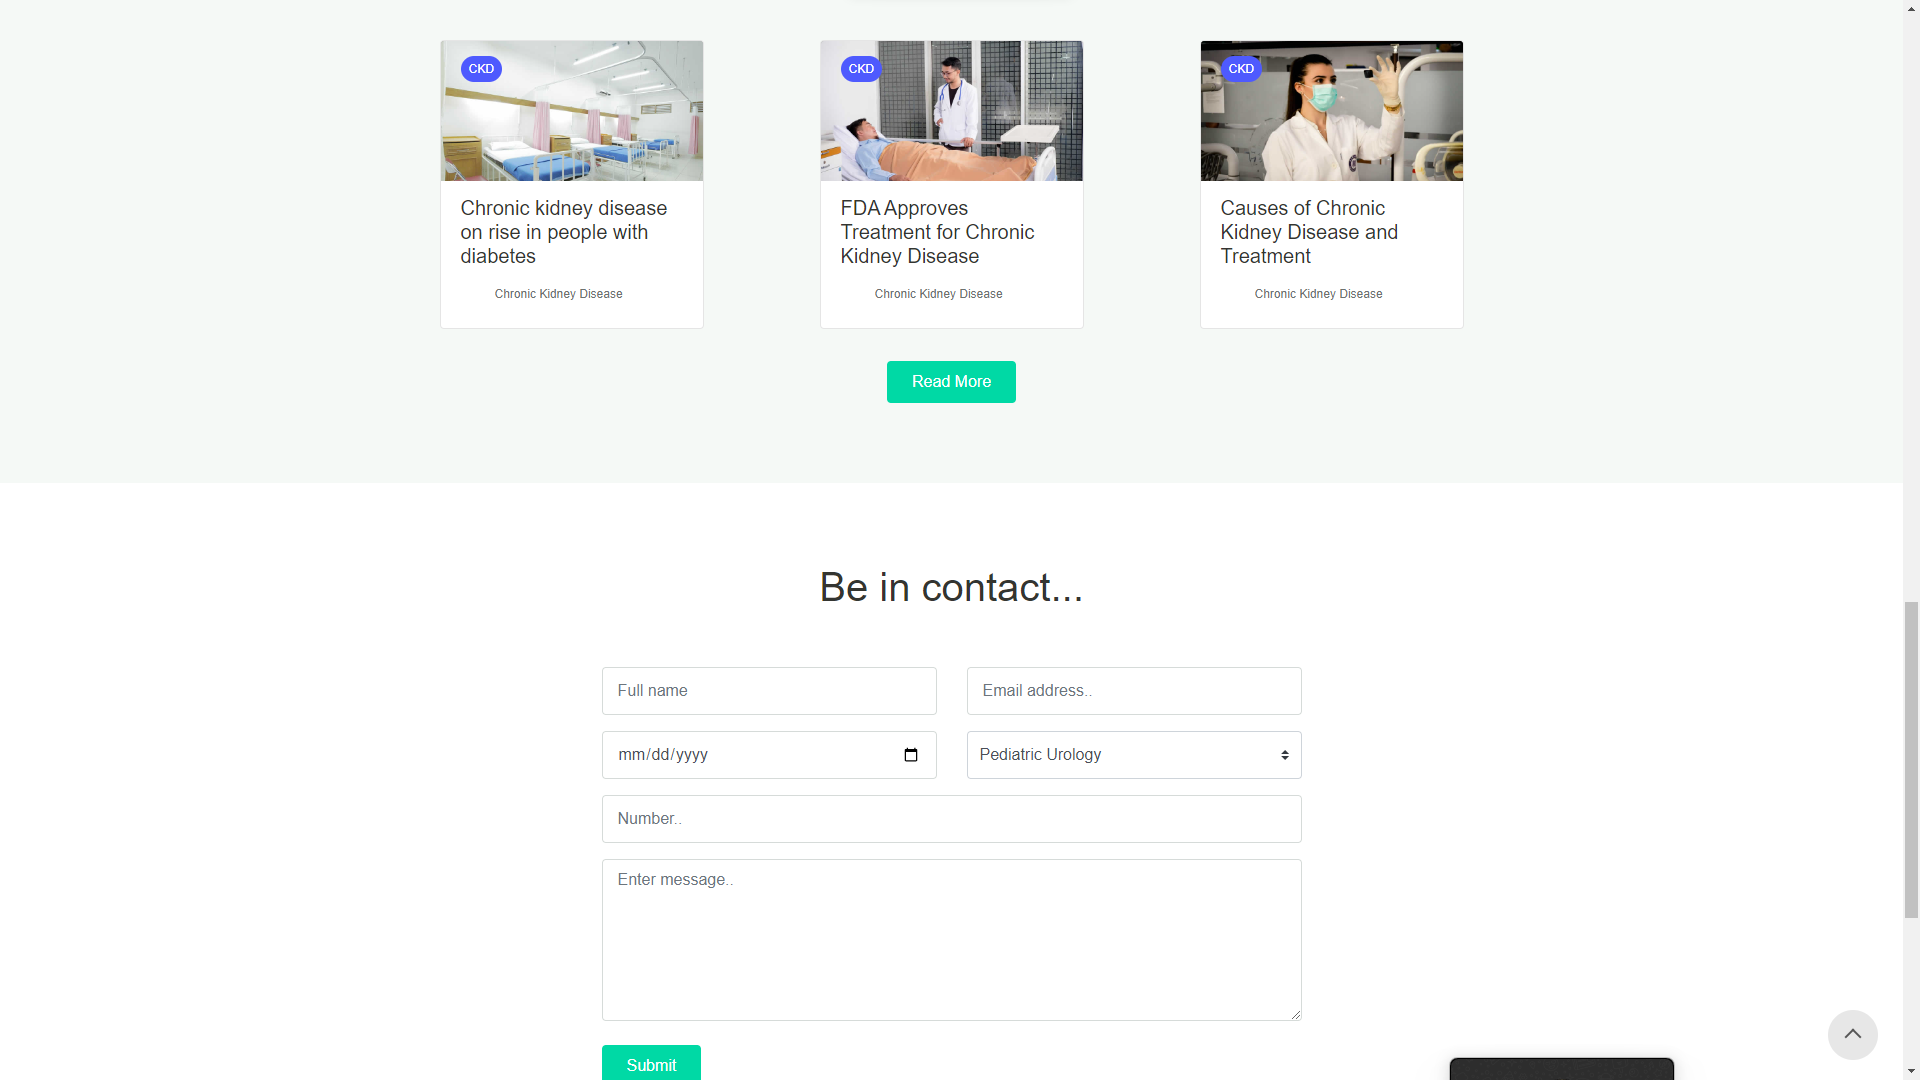 CKD
Chronic kidney disease
on rise in people with
diabetes
Chronic Kidney Disease
CKD
FDA Approves
Treatment for Chronic
Kidney Disease
Chronic Kidney Disease
CKD
Causes of Chronic
Kidney Disease and
Treatment
Chronic Kidney Disease
Read More
Be in contact...
Full name
Email address..
mm/dd/yyyy
Pediatric Urology
Number..
Enter message..
Submit